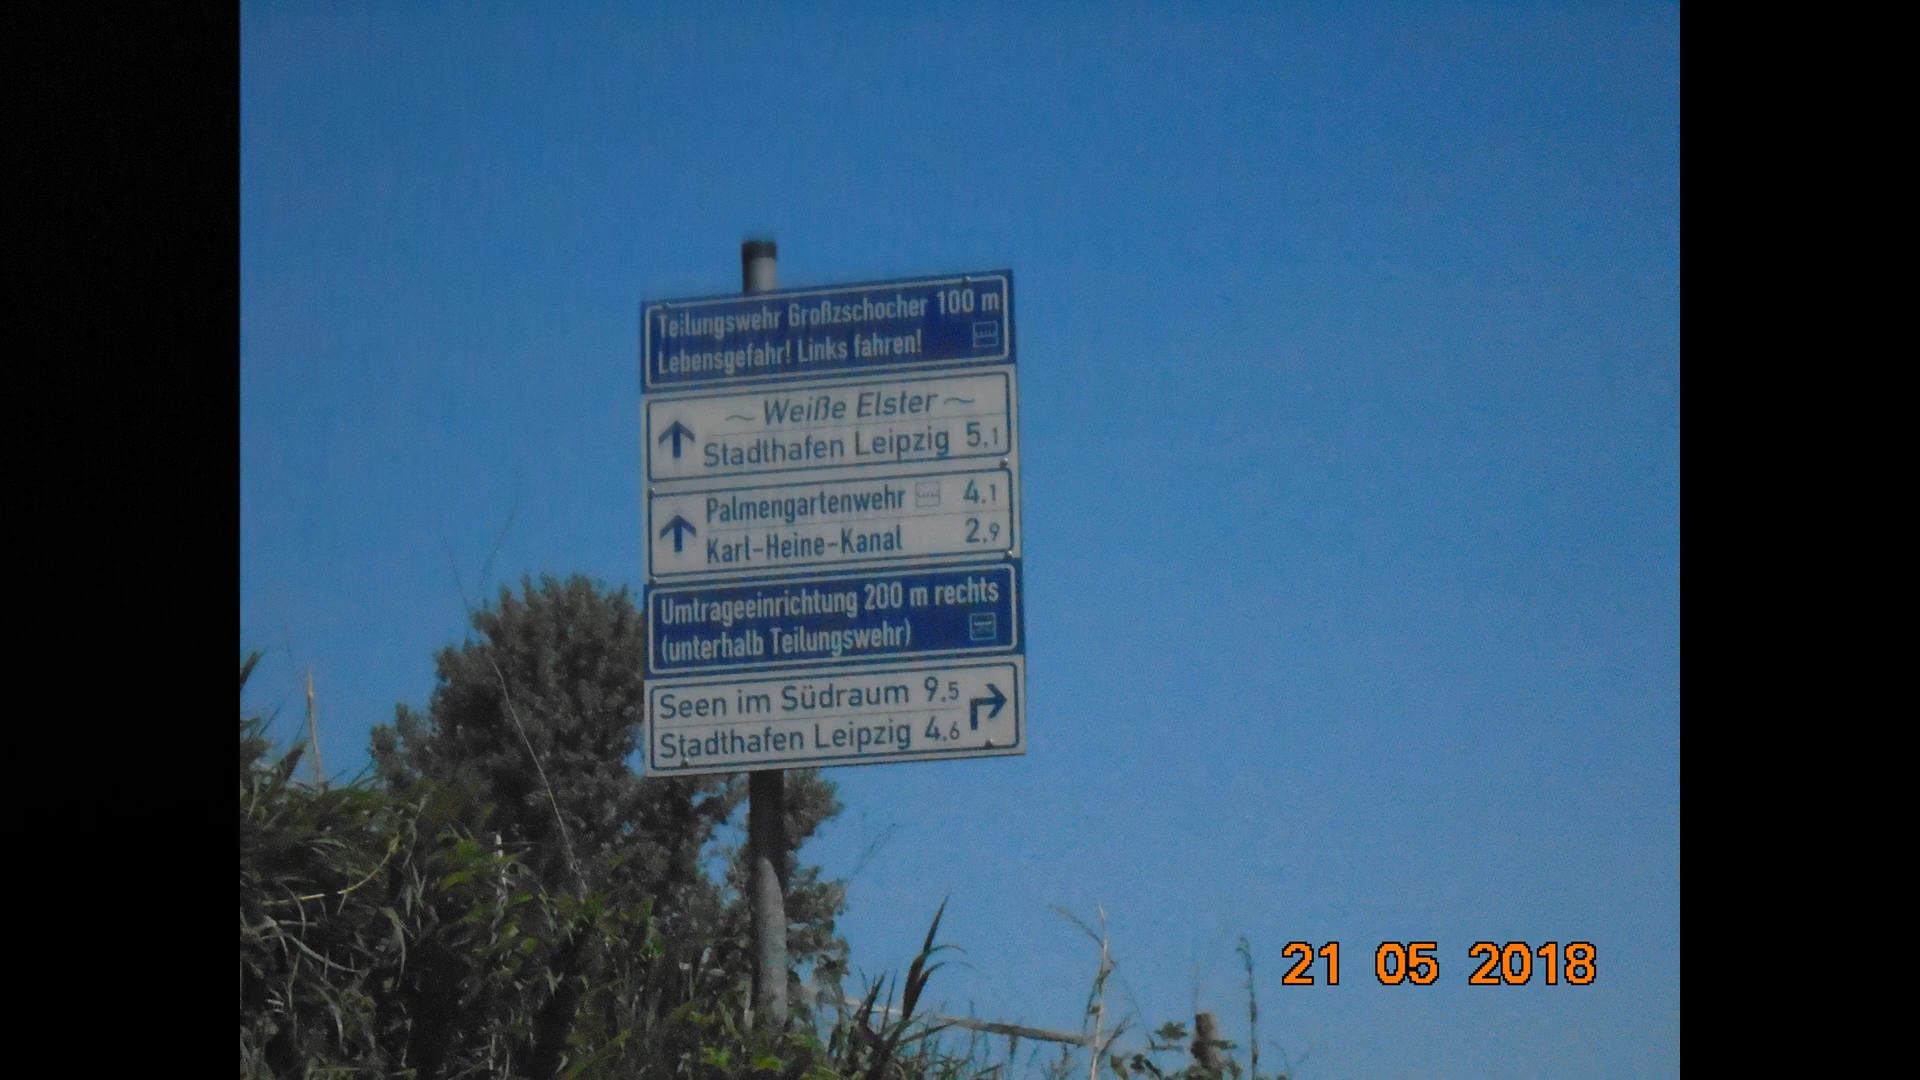 Teilungswehr Großzschocher 100 m
Lebensgefahr! Links fahren!
~ Weiße Elster ~
Stadthafen Leipzig 5,1
Palmengartenwehr 4,1
Karl-Heine-Kanal 2,9
Umtrageeinrichtung 200 m rechts
(unterhalb Teilungswehr)
Seen im Südraum 9,5
Stadthafen Leipzig 4,6
21 05 2018